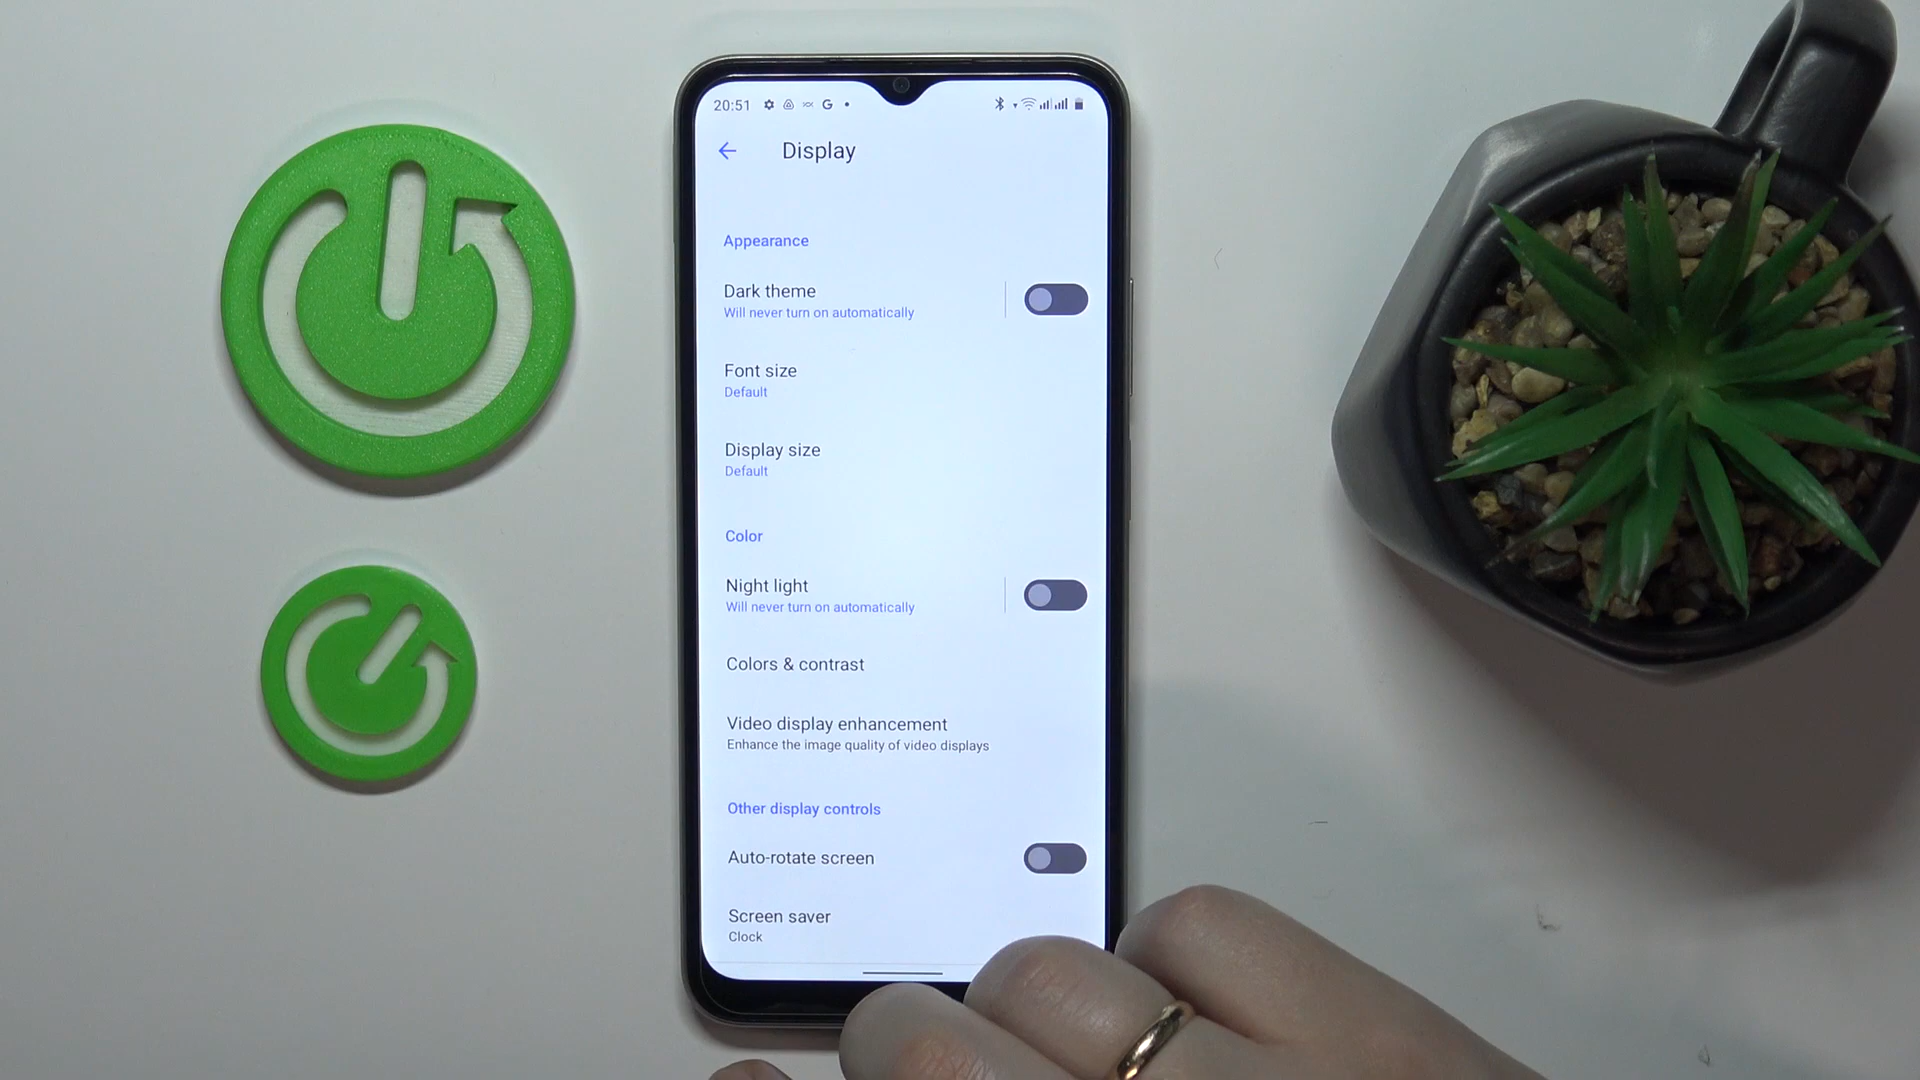 20:51 G
Display
Appearance
Dark theme
Will never turn on automatically
Font size
Default
Display size
Default
Color
Night light
Will never turn on automatically
Colors & contrast
Video display enhancement
Enhance the image quality of video displays
Other display controls
Auto-rotate screen
Screen saver
Clock